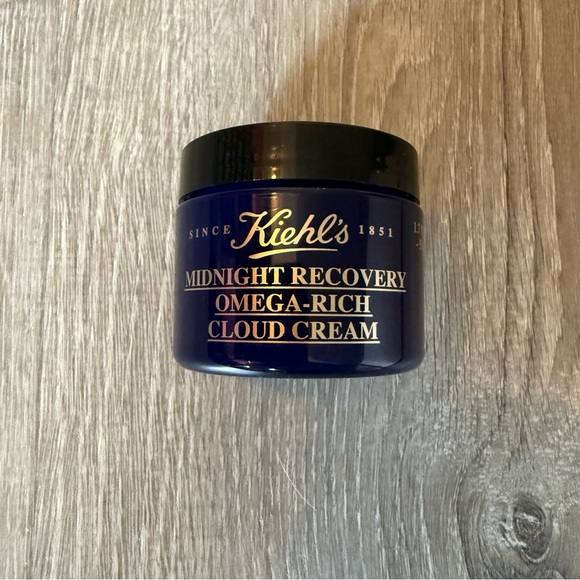 SINCE Kiehl's 1851
MIDNIGHT RECOVERY
OMEGA-RICH
CLOUD CREAM